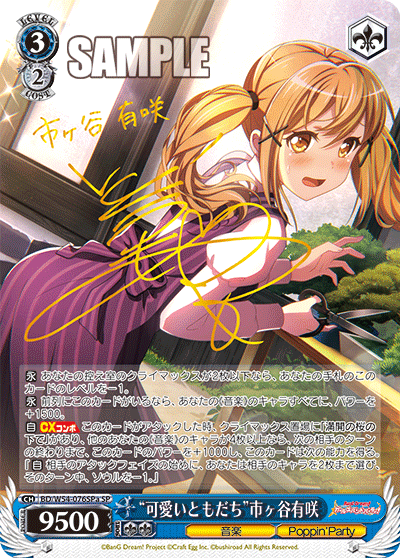 LEVEL
3
2
COST
SAMPLE
市ヶ谷 有咲
永 あなたの控え室のクライマックスが2枚以下なら、あなたの手札のこの
カードのレベルを－1。
永 前列にこのカードがいるなら、あなたの《音楽》のキャラすべてに、パワーを
＋1500。
自 CXコンボ このカードがアタックした時、クライマックス置場に「満開の桜の
下で」があり、他のあなたの《音楽》のキャラが4枚以上なら、次の相手のターン
の終わりまで、このカードのパワーを＋1000し、このカードは次の能力を得る。
『自 相手のアタックフェイズの始めに、あなたは相手のキャラを2枚まで選び、
そのターン中、ソウルを－1。』
CH BD/W54-076SPa SP
POWER
9500
"可愛いともだち"市ヶ谷有咲
音楽
Poppin'Party
©BanG Dream! Project ©Craft Egg Inc. ©bushiroad All Rights Reserved.